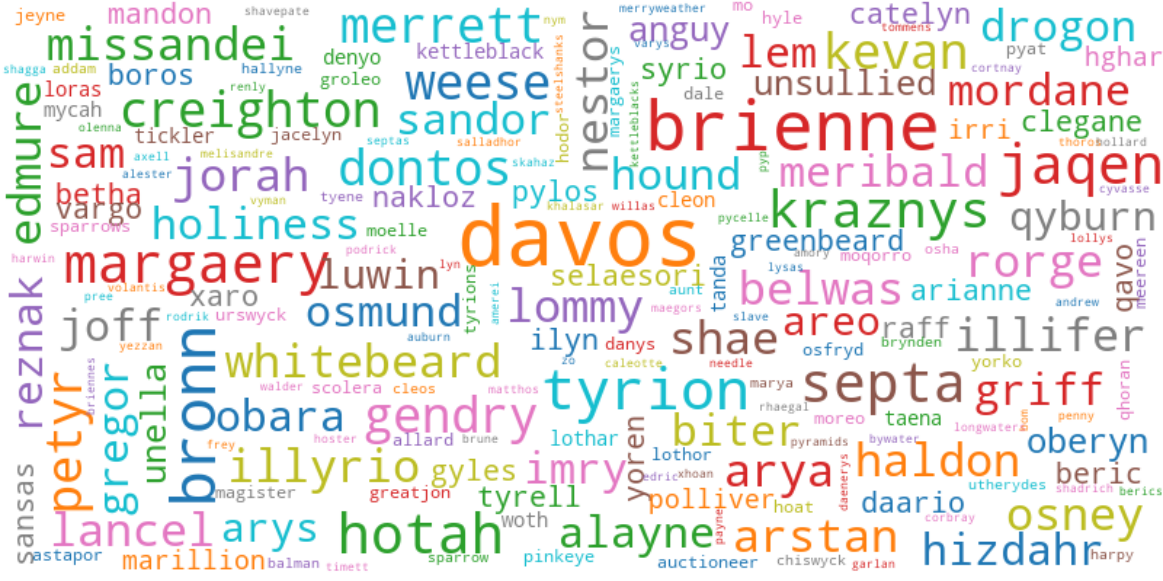 jeyne
mandon
shavepate
merrett
nym
nestor
merryweather
mo
hyle
catelyn
tommens
drogon
missandei
denyo
kettleblack
anguy
varys
lem
kevan
pyat
hghar
shagga
addam
boros
hallyne
groleo
weese
steelshanks
margaerys
syrio
unsullied
cortnay
mordane
loras
renly
dale
edmure
mycah
creighton
sandor
hodor
kettleblacks
brienne
irri
clegane
olenna
tickler
jacelyn
septas
salladhor
thoros
hollard
sam
axell
melisandre
dontos
skahaz
hound
pyp
meribald
jaqen
alester
jorah
betha
vargo
vyman
tyene
nakloz
pylos
khalasar
willas
cleon
kraznys
cyvasse
qyburn
sparrows
holiness
moelle
davos
pycelle
greenbeard
lollys
harwin
margaery
podrick
luwin
lyn
amory
moqorro
osha
rorge
qavo
meereen
reznak
volantis
pree
xaro
tyrions
amerei
selaesori
aunt
tanda
lysas
belwas
arianne
andrew
joff
rodrik
urswyck
osmund
lommy
maegors
slave
areo
raff
illifer
yezzan
bronn
auburn
ilyn
danys
shae
osfryd
brynden
whitebeard
zo
caleotte
needle
yorko
petyr
briennes
gregor
unella
walder
scolera
cleos
matthos
tyrion
marya
septa
griff
qhoran
obara
gendry
rhaegal
moreo
taena
longwaters
tom
penny
frey
hoster
allard
brune
lothar
yoren
biter
pyramids
bywater
oberyn
sansas
illyrio
gyles
imry
lothor
edric
xhoan
arya
daenerys
haldon
utherydes
beric
shadrich
berics
magister
greatjon
tyrell
polliver
hoat
daario
lancel
arys
hotah
woth
alayne
payne
arstan
corbray
osney
astapor
marillion
balman
timett
sparrow
pinkeye
auctioneer
chiswyck
garlan
hizdahr
harpy